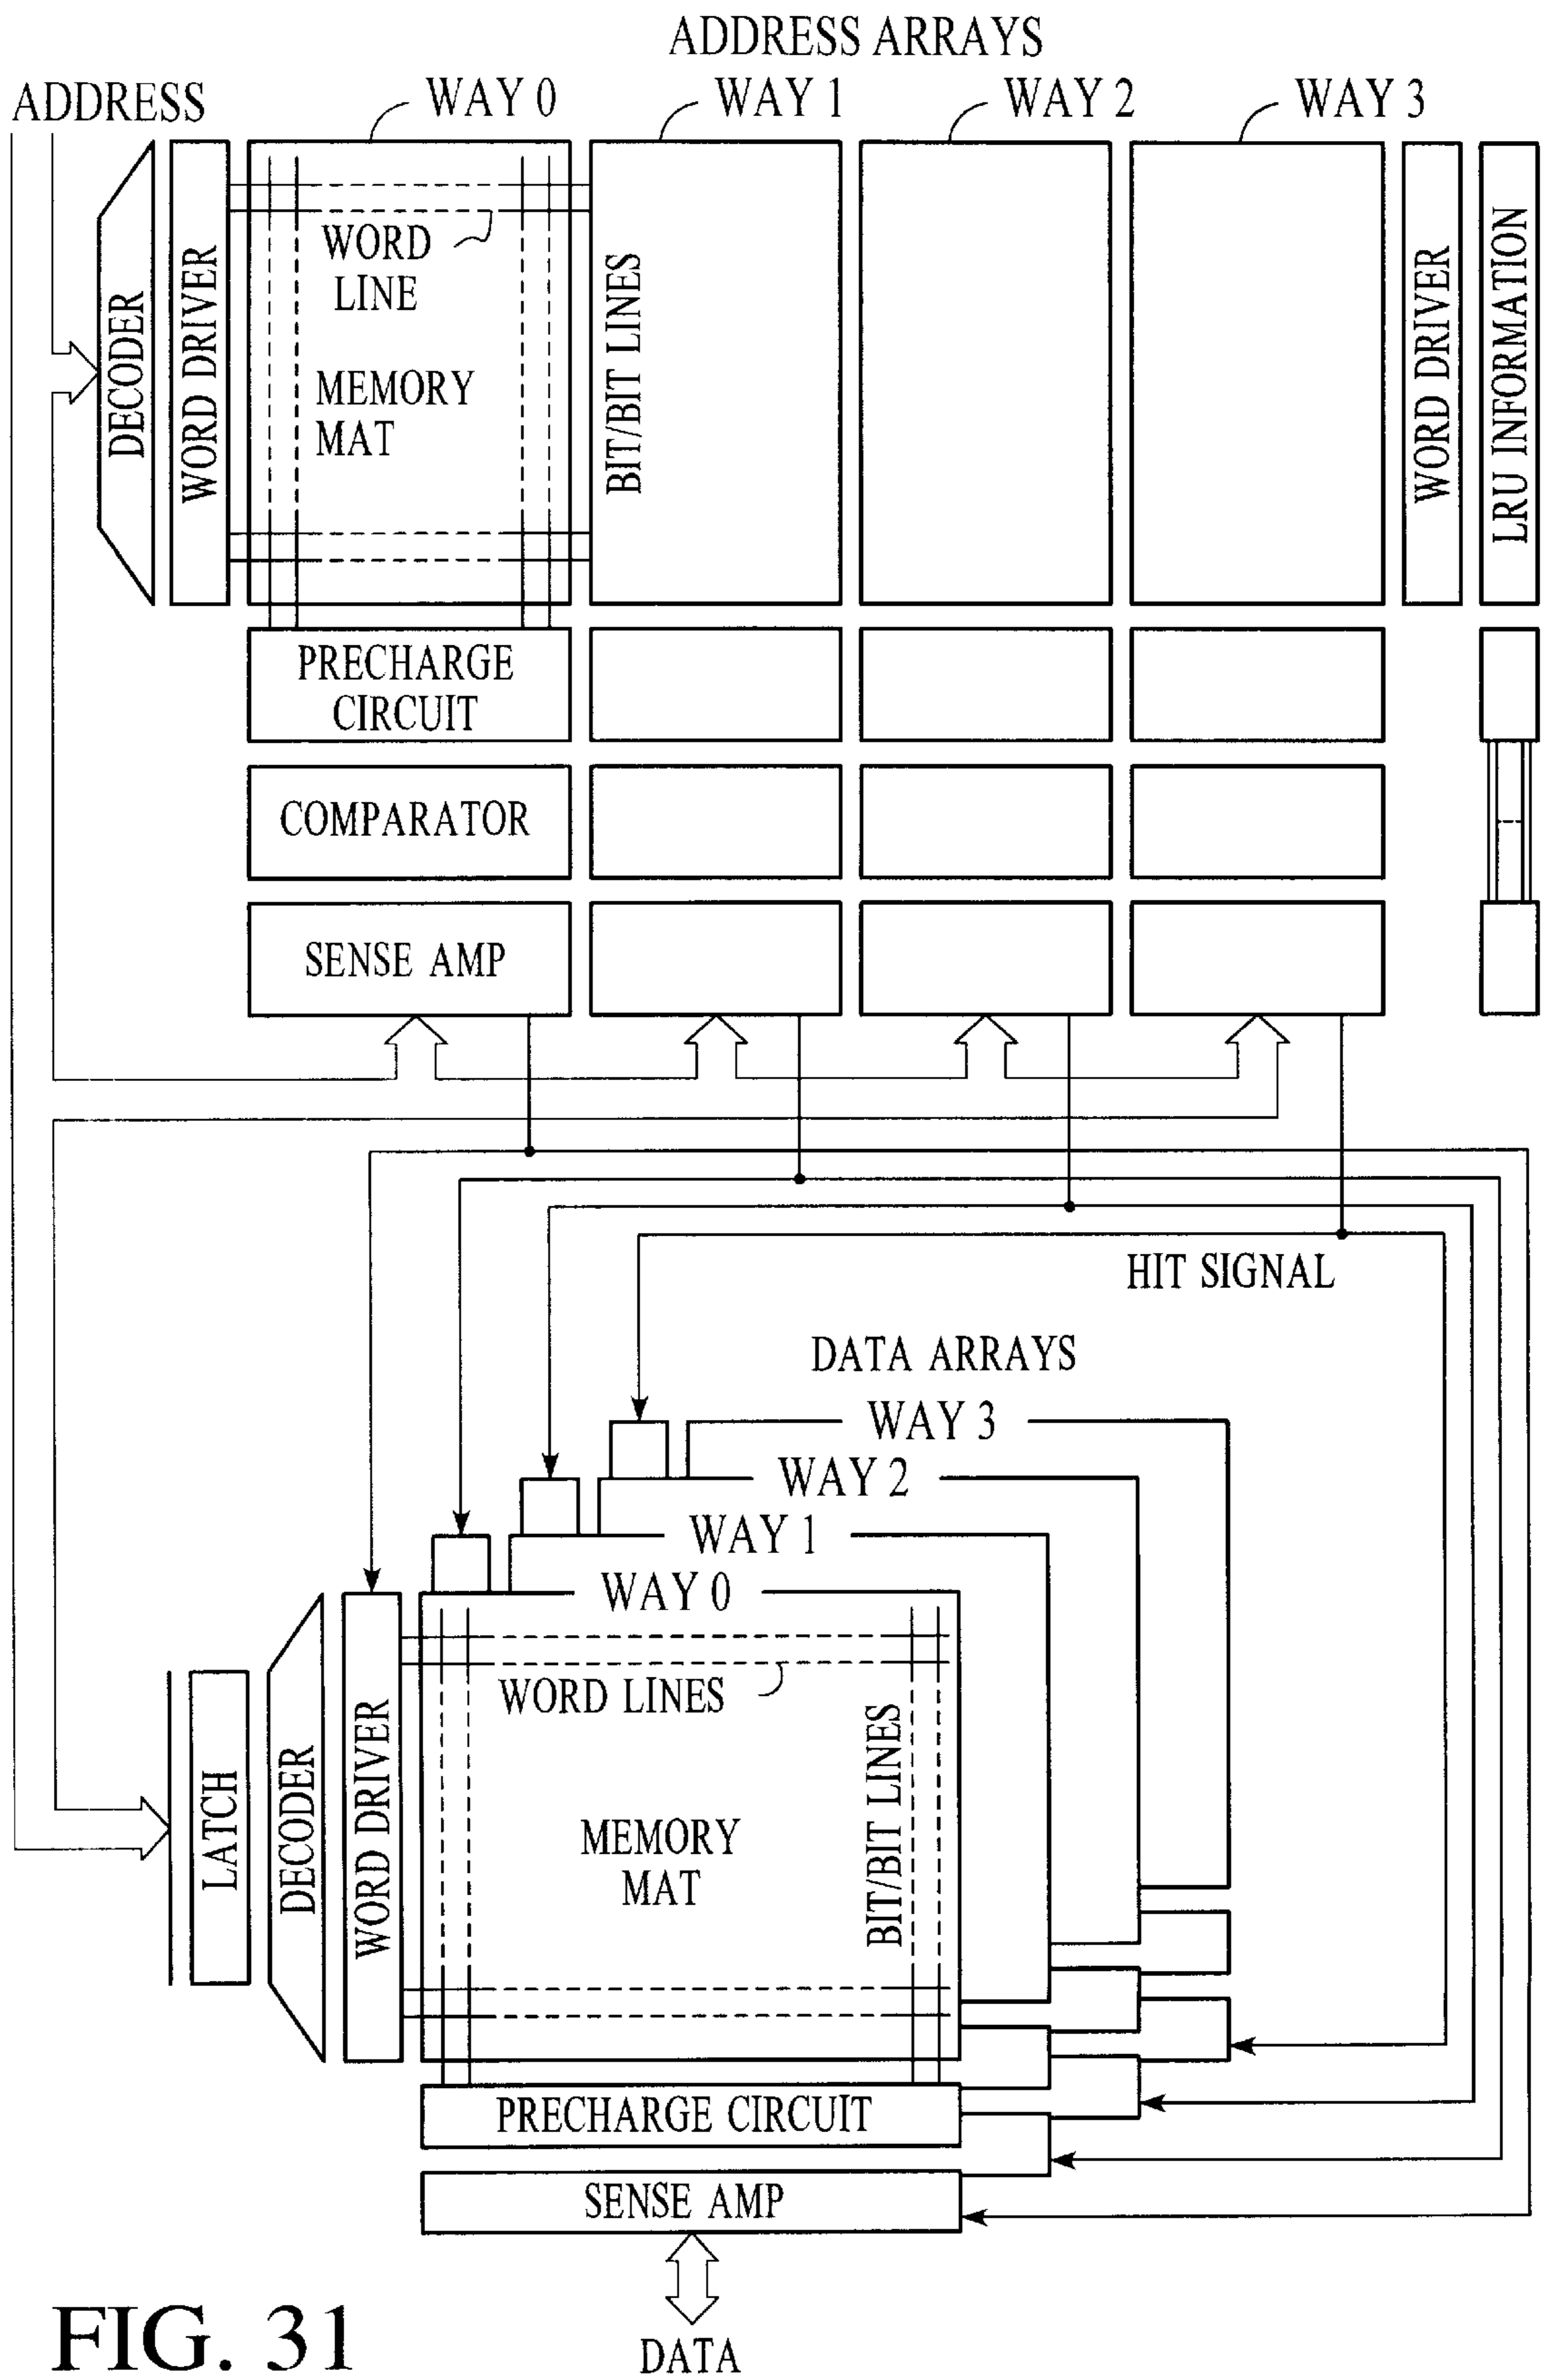 ADDRESS ARRAYS
ADDRESS
WAY 0
WAY 1
WAY 2
WAY 3
DECODER
WORD DRIVER
WORD
LINE
MEMORY
MAT
BIT/BIT LINES
WORD DRIVER
LRU INFORMATION
PRECHARGE
CIRCUIT
COMPARATOR
SENSE AMP
HIT SIGNAL
DATA ARRAYS
WAY 3
WAY 2
WAY 1
WAY 0
LATCH
DECODER
WORD DRIVER
WORD LINES
MEMORY
MAT
BIT/BIT LINES
PRECHARGE CIRCUIT
SENSE AMP
DATA
FIG. 31